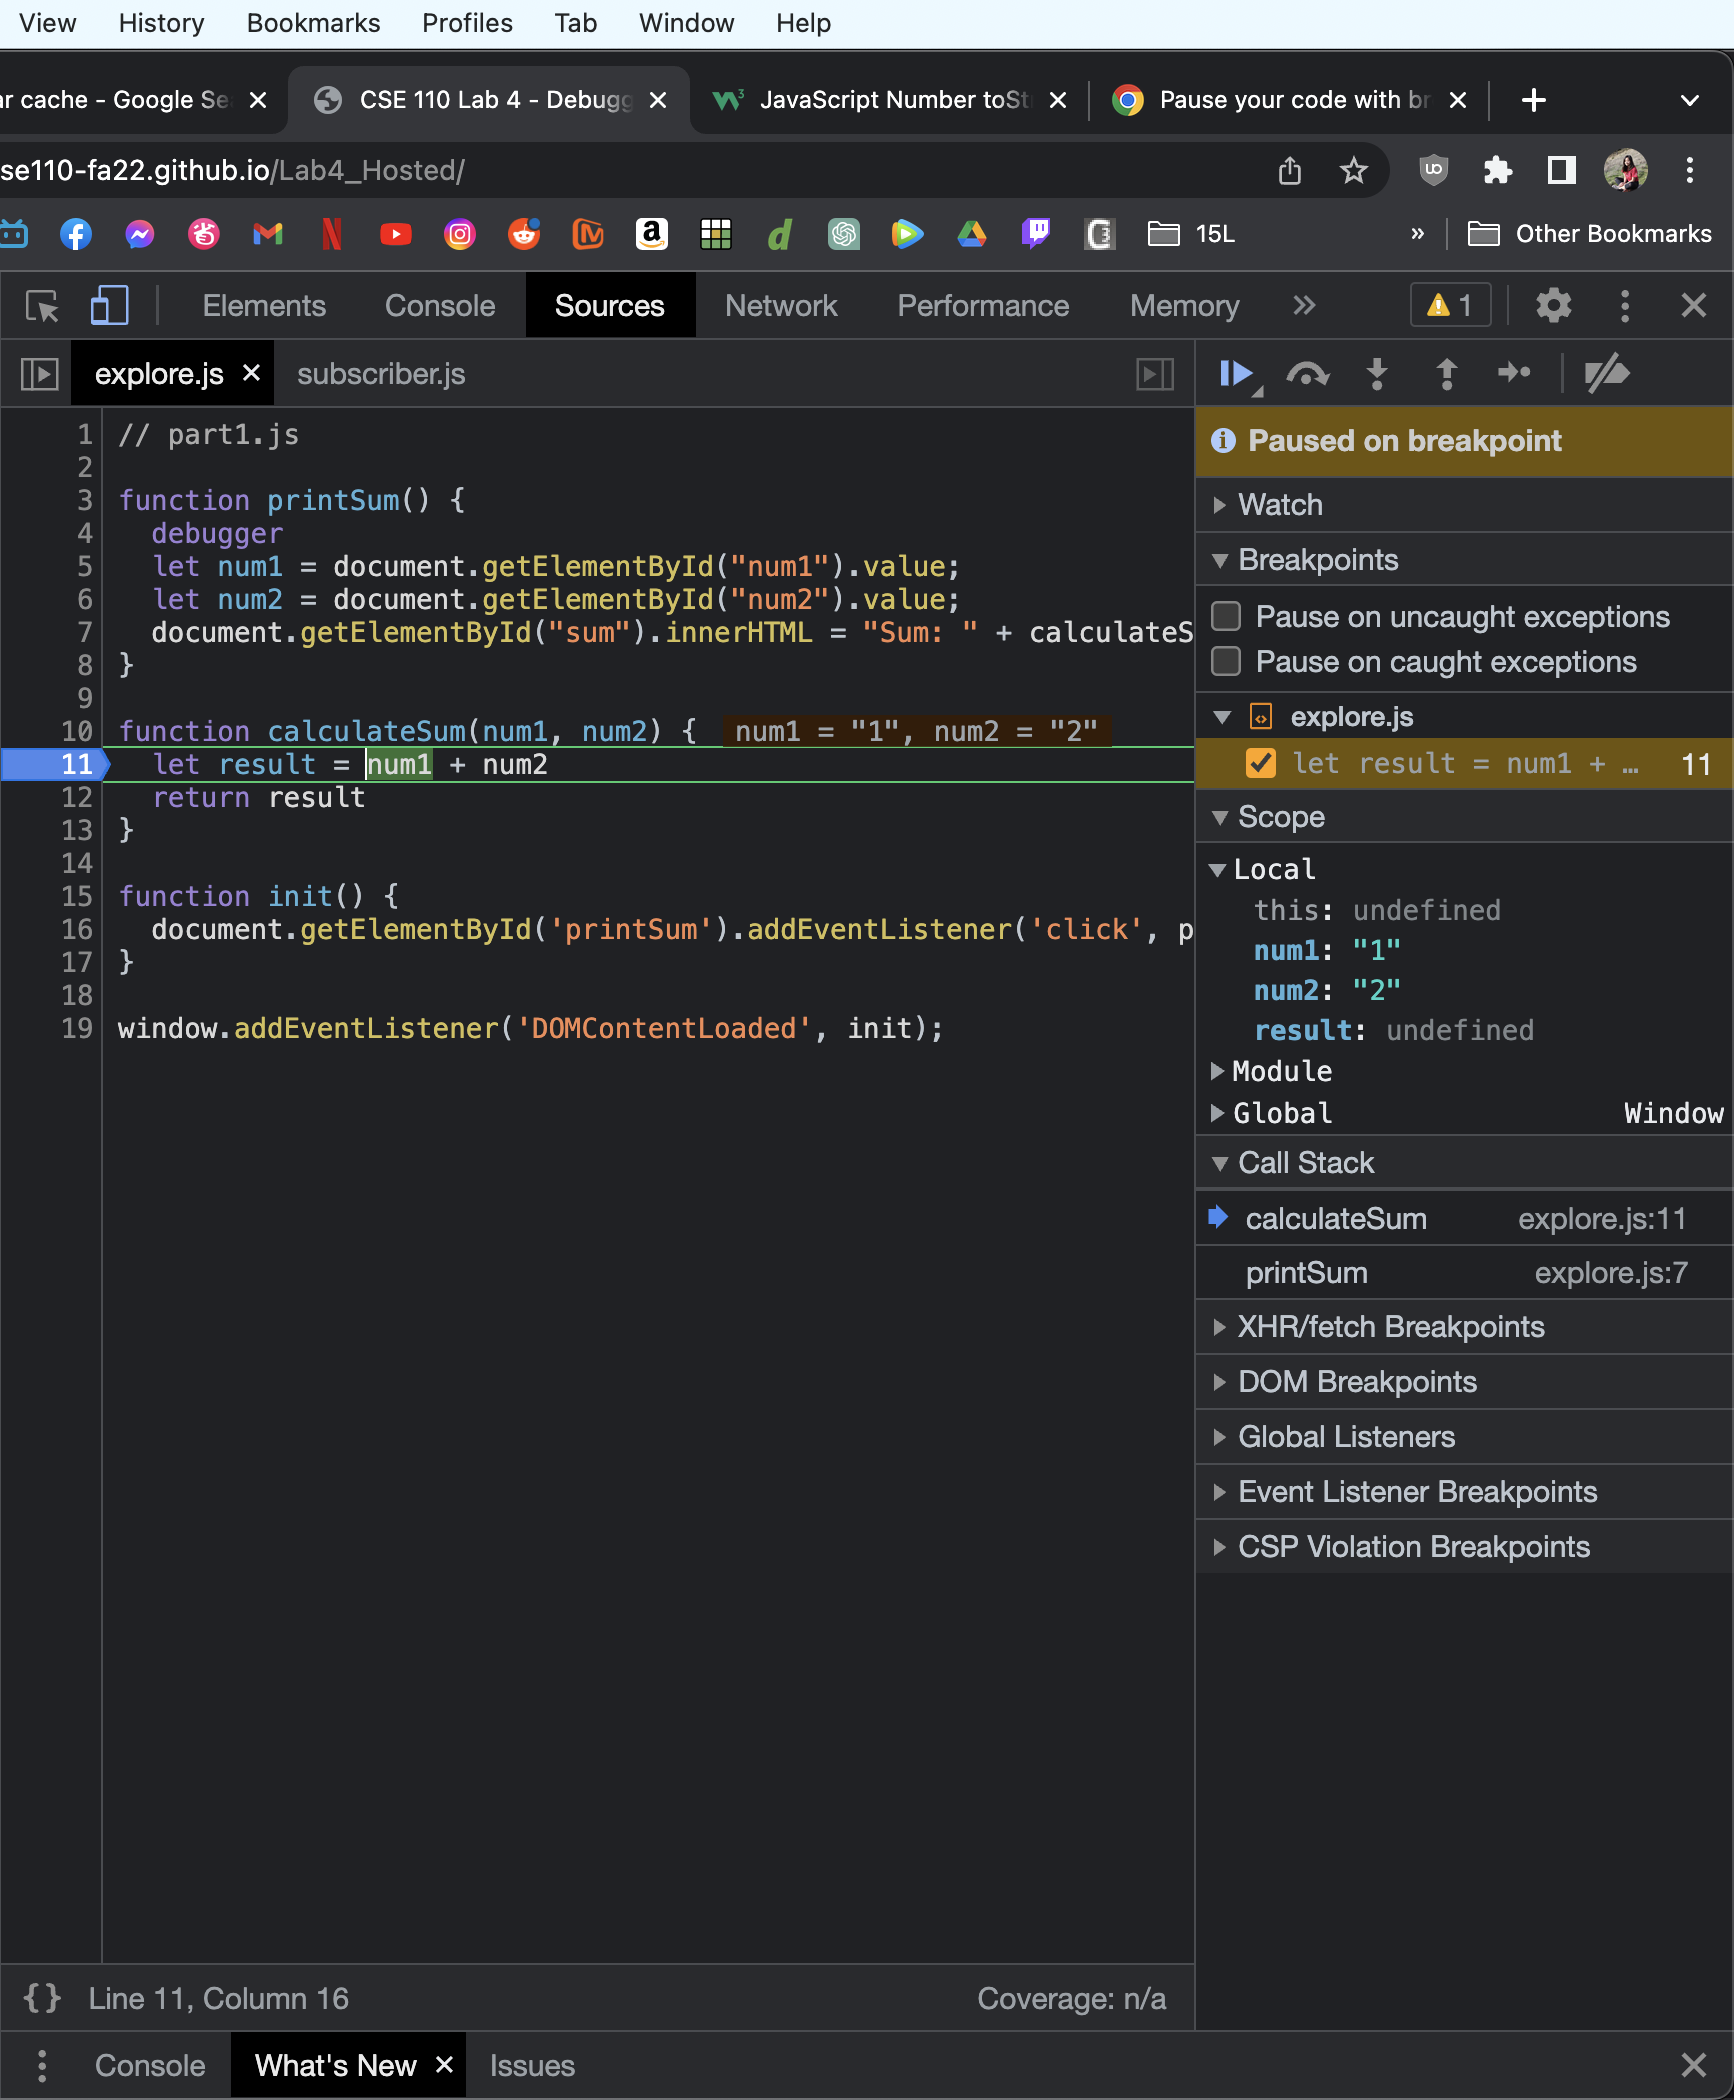 View History Bookmarks Profiles Tab Window Help
ar cache - Google Se CSE 110 Lab 4 - Debugg JavaScript Number toSt Pause your code with br
se110-fa22.github.io/Lab4_Hosted/
15L » Other Bookmarks
Elements Console Sources Network Performance Memory » 1
explore.js subscriber.js
1 // part1.js
2
3 function printSum() {
4 debugger
5 let num1 = document.getElementById("num1").value;
6 let num2 = document.getElementById("num2").value;
7 document.getElementById("sum").innerHTML = "Sum: " + calculateS
8 }
9
10 function calculateSum(num1, num2) { num1 = "1", num2 = "2"
11 let result = num1 + num2
12 return result
13 }
14
15 function init() {
16 document.getElementById('printSum').addEventListener('click', p
17 }
18
19 window.addEventListener('DOMContentLoaded', init);
Paused on breakpoint
Watch
Breakpoints
Pause on uncaught exceptions
Pause on caught exceptions
explore.js
let result = num1 + … 11
Scope
Local
this: undefined
num1: "1"
num2: "2"
result: undefined
Module
Global Window
Call Stack
calculateSum explore.js:11
printSum explore.js:7
XHR/fetch Breakpoints
DOM Breakpoints
Global Listeners
Event Listener Breakpoints
CSP Violation Breakpoints
{} Line 11, Column 16 Coverage: n/a
Console What's New Issues